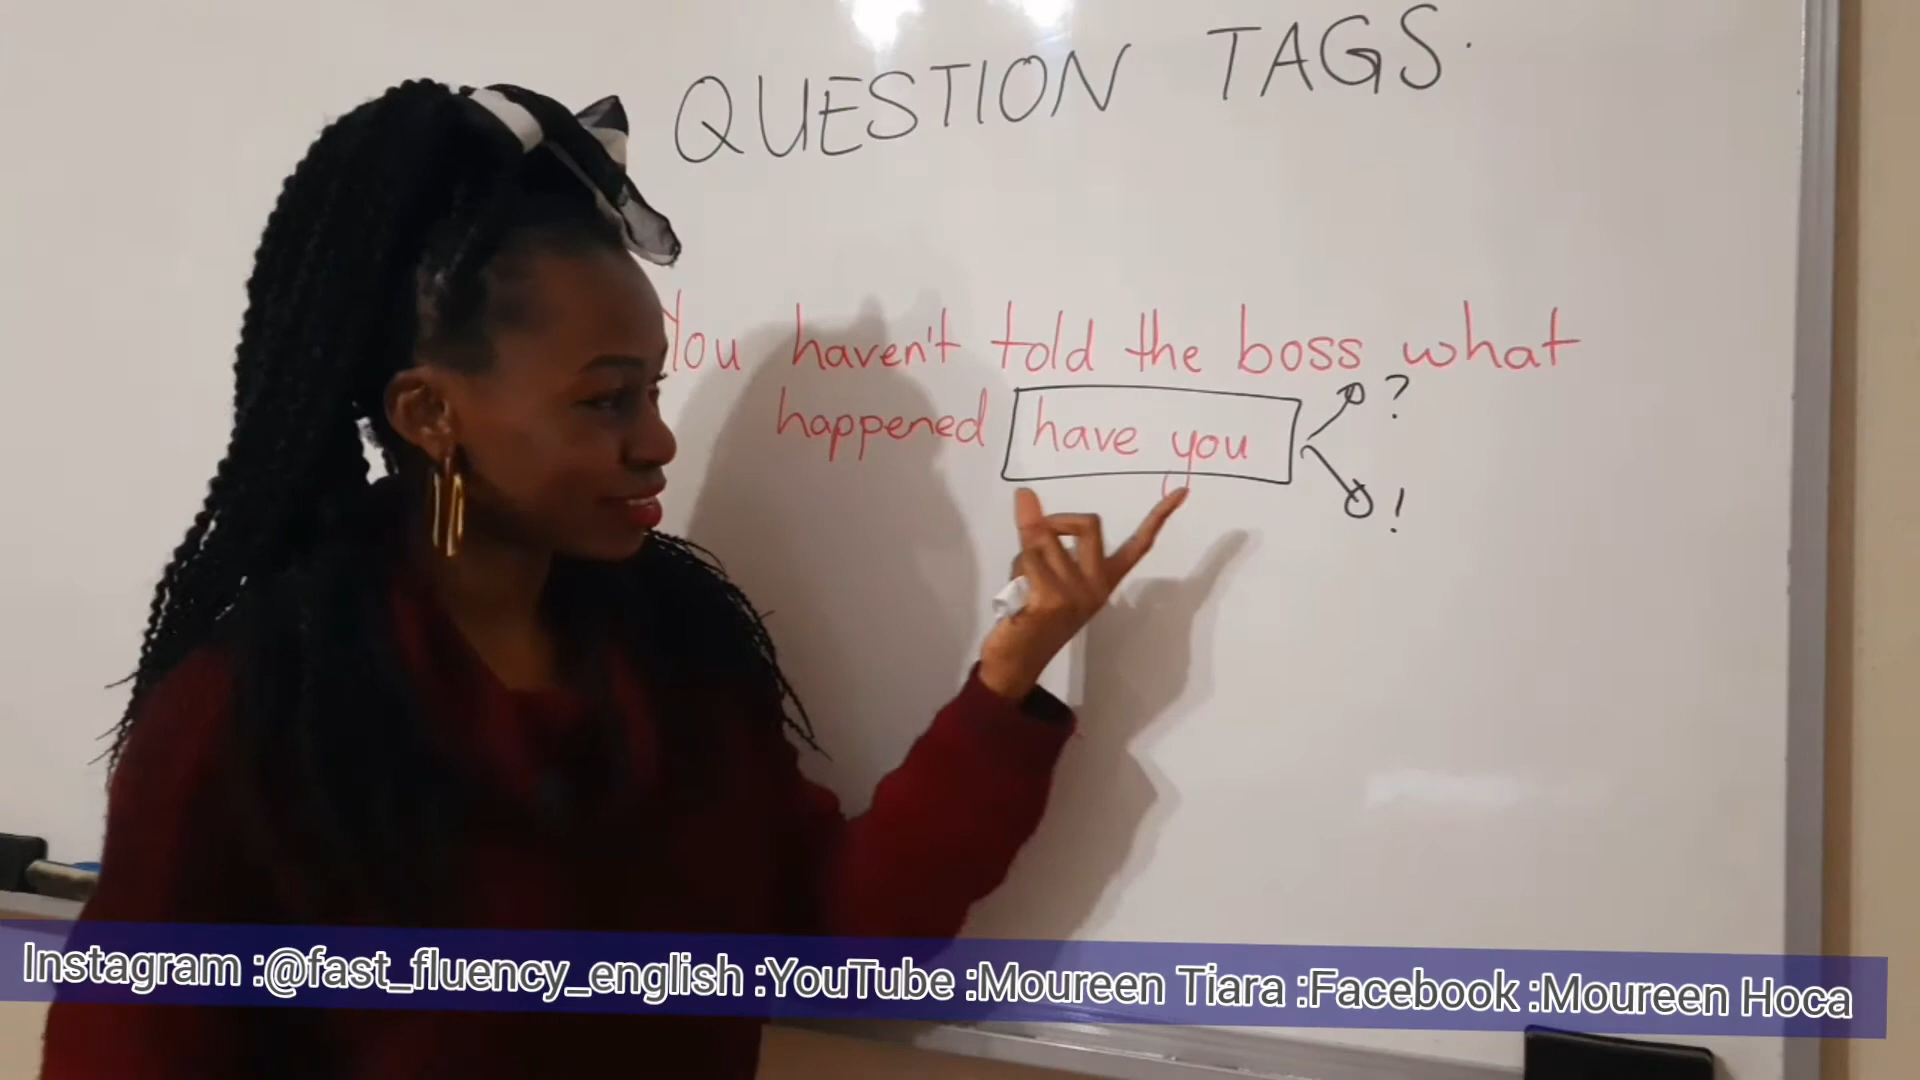 QUESTION TAGS.
You haven't told the boss what
happened have you
?
!
Instagram :@fast_fluency_english :YouTube :Moureen Tiara :Facebook :Moureen Hoca